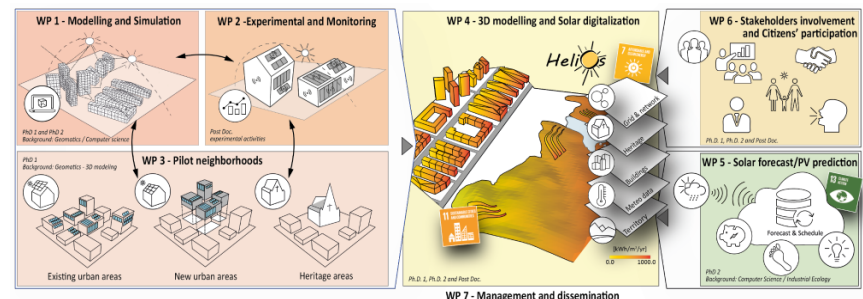 WP 1 - Modelling and Simulation
PhD 1 and PhD 2
Background: Geomatics / Computer science
WP 2 -Experimental and Monitoring
Post Doc.
experimental activities
PhD 1
Background: Geomatics - 3D modeling
WP 3 - Pilot neighborhoods
Existing urban areas
New urban areas
Heritage areas
WP 4 - 3D modelling and Solar digitalization
Helios
7
Grid & network
Heritage
Buildings
Meteo data
Territory
11
[kWh/m²/yr]
0.0
1000.0
Ph.D. 1, Ph.D. 2 and Post Doc.
WP 6 - Stakeholders involvement
and Citizens' participation
Ph.D. 1, Ph.D. 2 and Post Doc.
WP 5 - Solar forecast/PV prediction
13
Forecast & Schedule
PhD 2
Background: Computer Science / Industrial Ecology
WP 7 - Management and dissemination